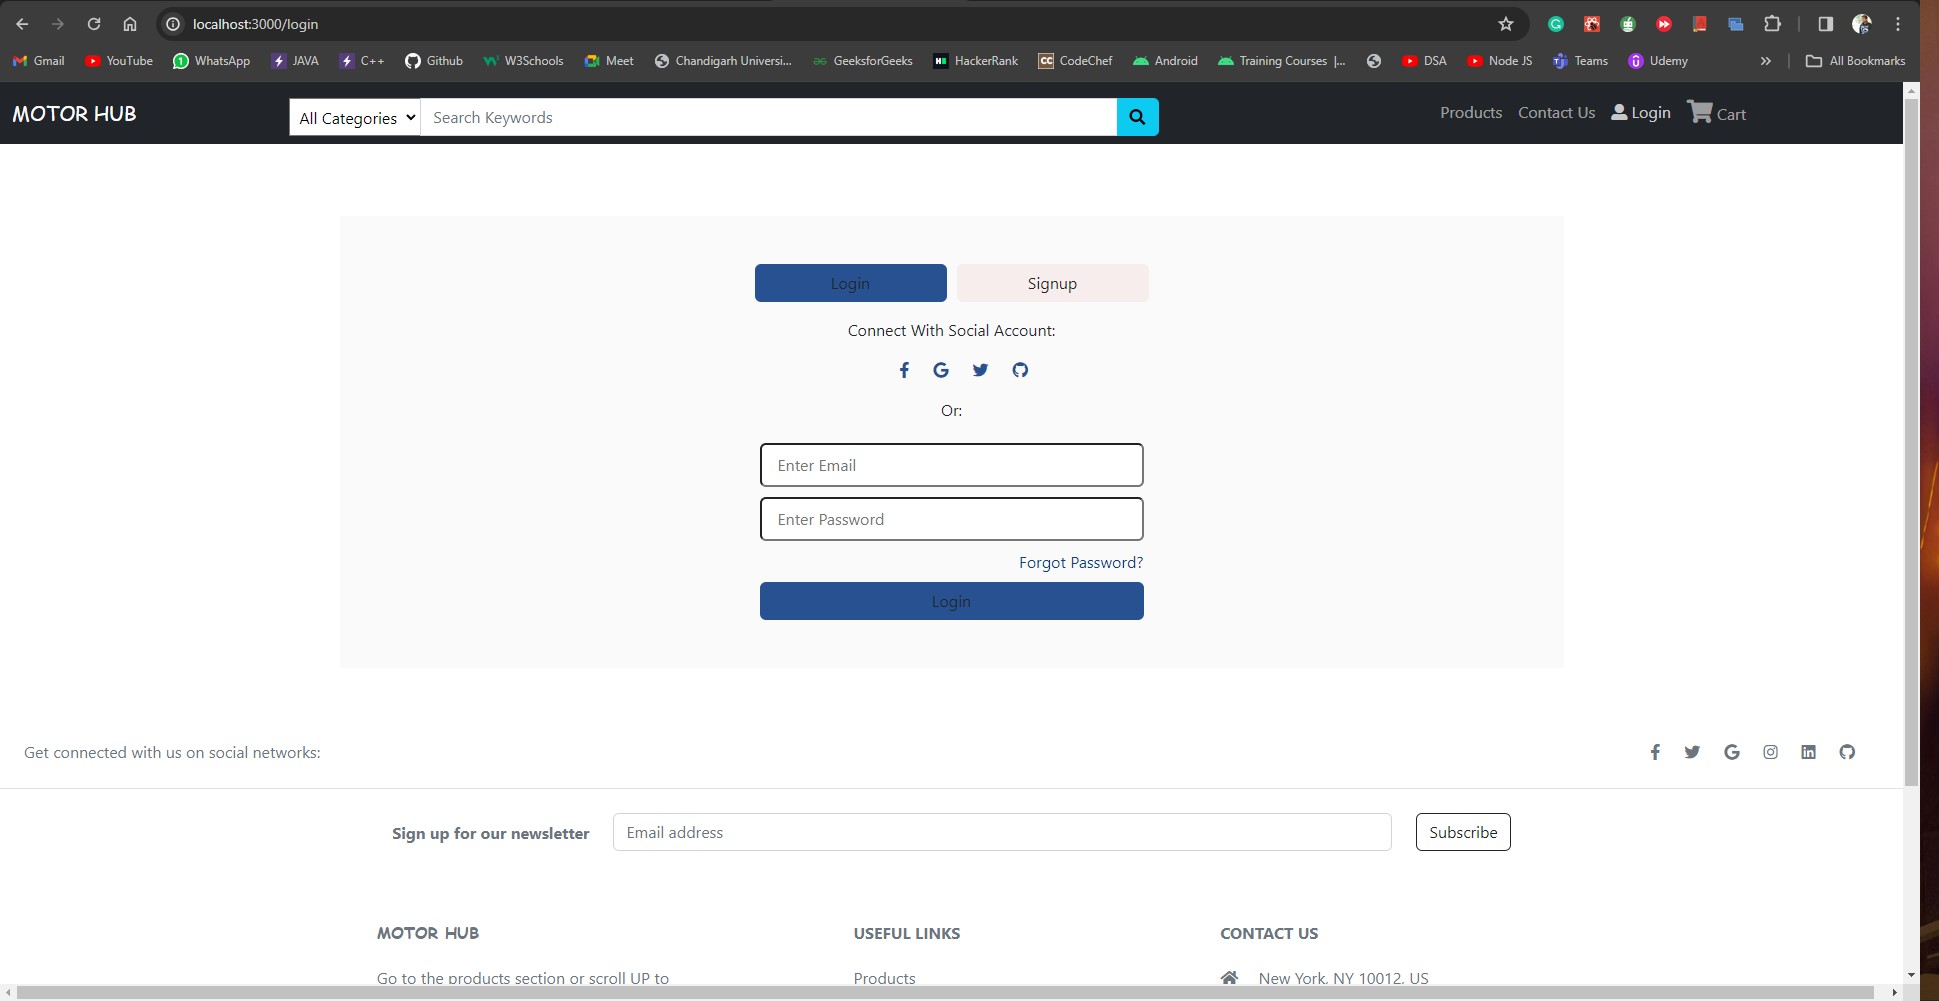 localhost:3000/login
Gmail YouTube WhatsApp JAVA C++ Github W3Schools Meet Chandigarh Universi... GeeksforGeeks HackerRank CodeChef Android Training Courses |... DSA Node JS Teams Udemy » All Bookmarks
MOTOR HUB All Categories Search Keywords Products Contact Us Login Cart
Login Signup
Connect With Social Account:
Or:
Enter Email
Enter Password
Forgot Password?
Login
Get connected with us on social networks:
Sign up for our newsletter Email address Subscribe
MOTOR HUB USEFUL LINKS CONTACT US
Go to the products section or scroll UP to Products New York, NY 10012, US